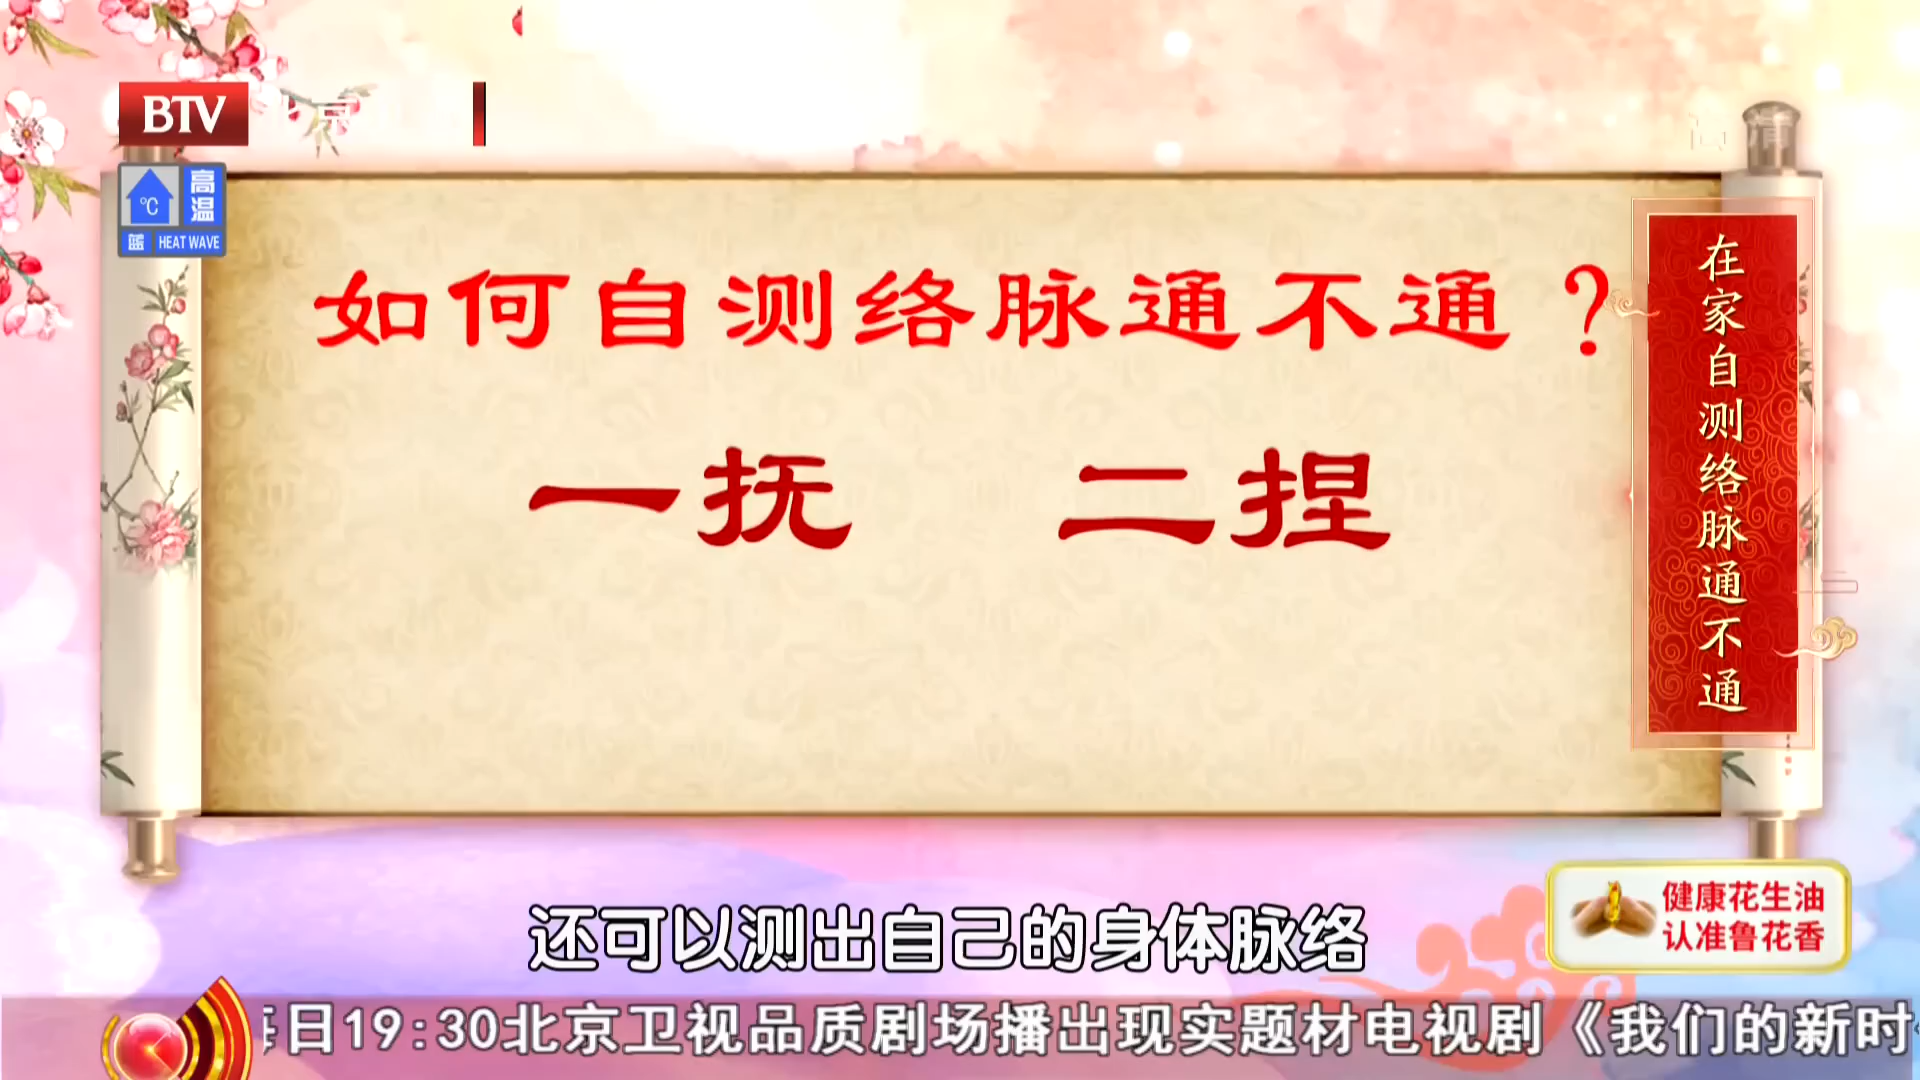 BTV 北京
℃ 高温
蓝 HEAT WAVE
如何自测络脉通不通？
一抚 二捏
在家自测络脉通不通
健康花生油
认准鲁花香
还可以测出自己的身体脉络
每日19:30北京卫视品质剧场播出现实题材电视剧《我们的新时